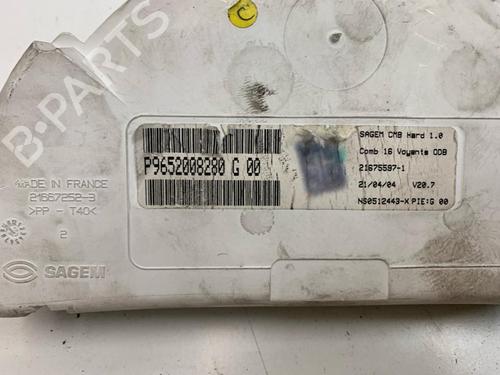 C
B-PARTS
SAGEM CMB Hard 1.0
Comb 16 Voyants ODB
P9652008280 G 00
21675597-1
21/04/04 V20.7
NS0512443-X PIE:G 00
MADE IN FRANCE
21667252-3
>PP - T40<
2
SAGEM